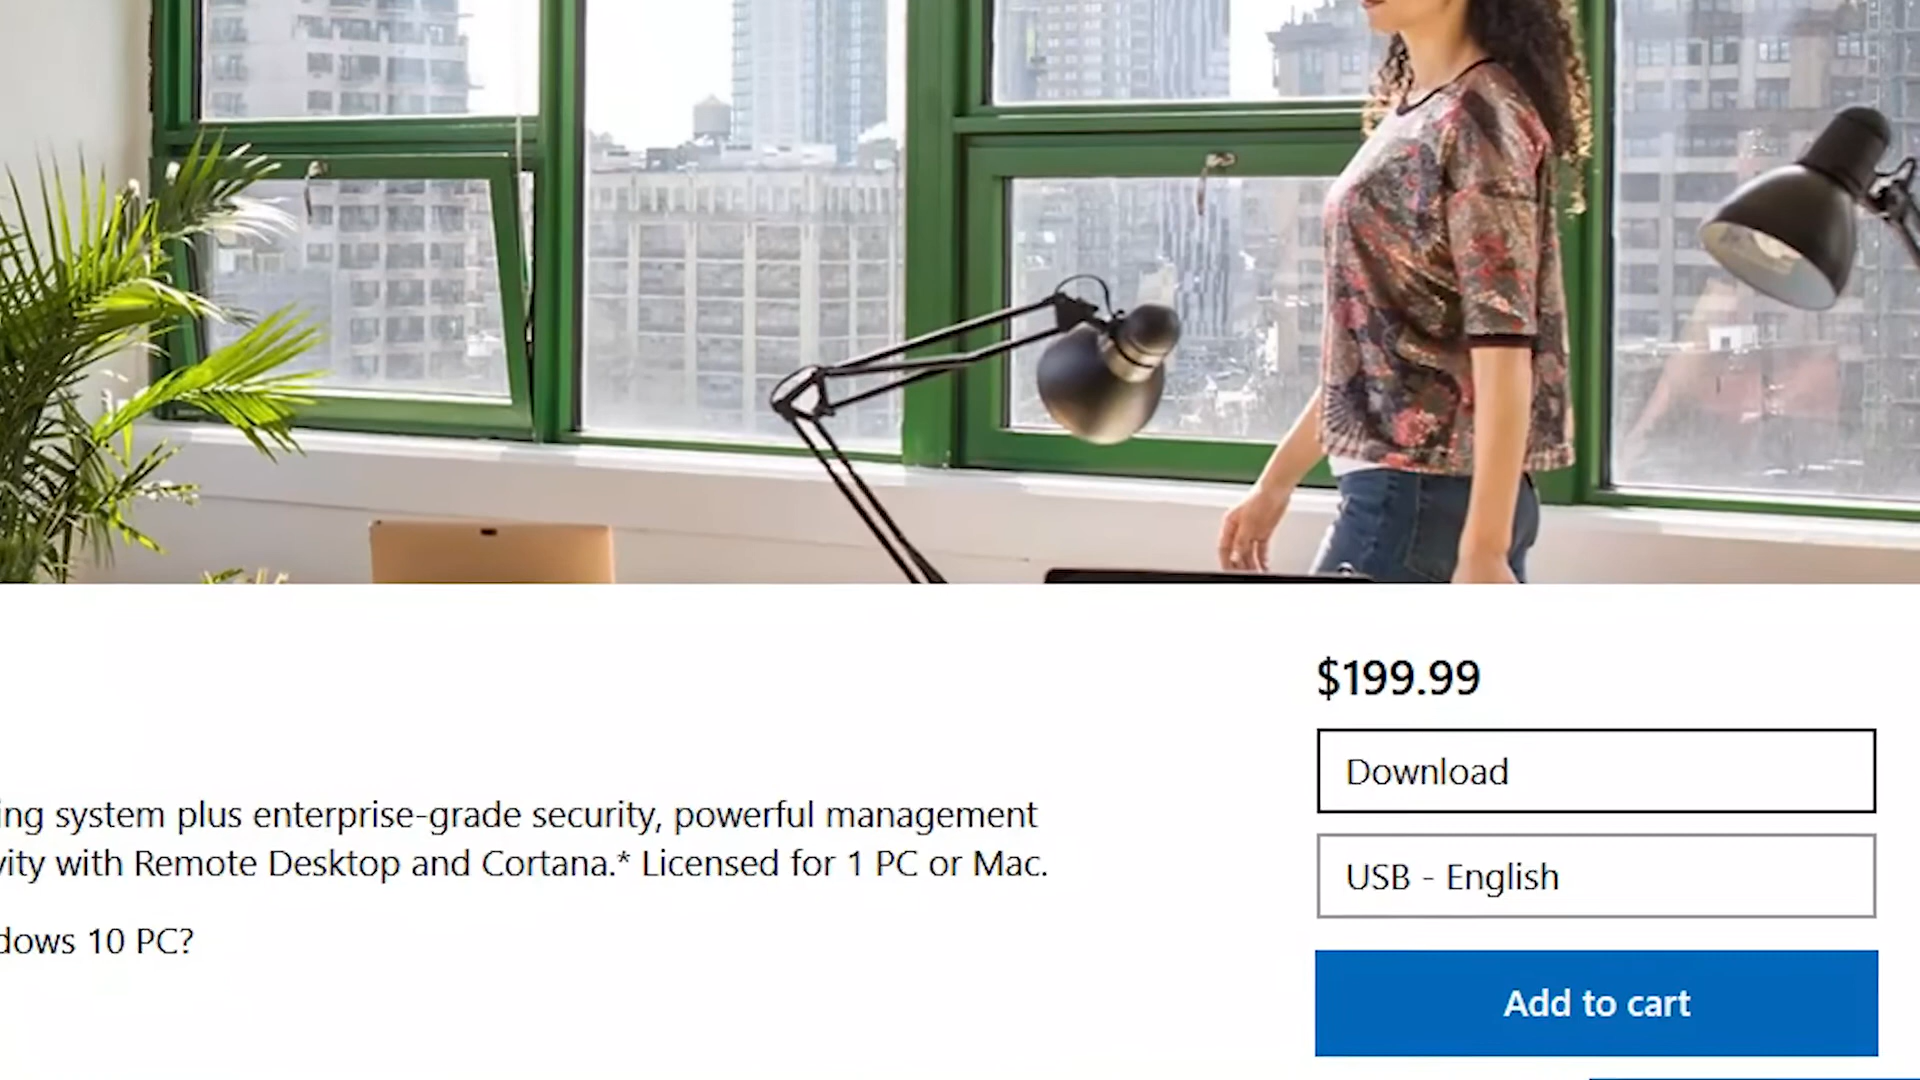 $199.99
Download
ing system plus enterprise-grade security, powerful management
vity with Remote Desktop and Cortana.* Licensed for 1 PC or Mac.
USB - English
dows 10 PC?
Add to cart